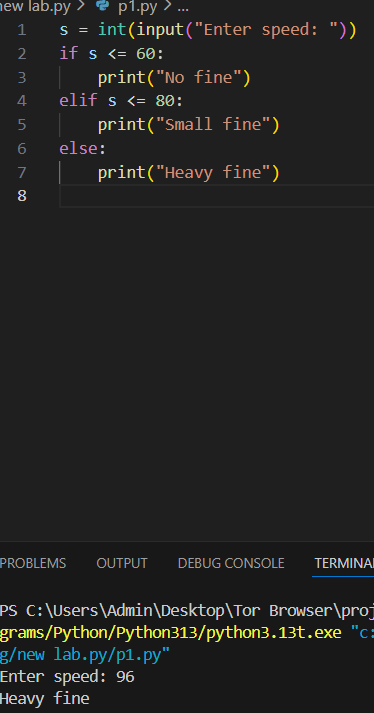 new lab.py > p1.py > ...
1 s = int(input("Enter speed: "))
2 if s <= 60:
3     print("No fine")
4 elif s <= 80:
5     print("Small fine")
6 else:
7     print("Heavy fine")
8
PROBLEMS OUTPUT DEBUG CONSOLE TERMINA
PS C:\Users\Admin\Desktop\Tor Browser\proj
grams/Python/Python313/python3.13t.exe "c:
g/new lab.py/p1.py"
Enter speed: 96
Heavy fine